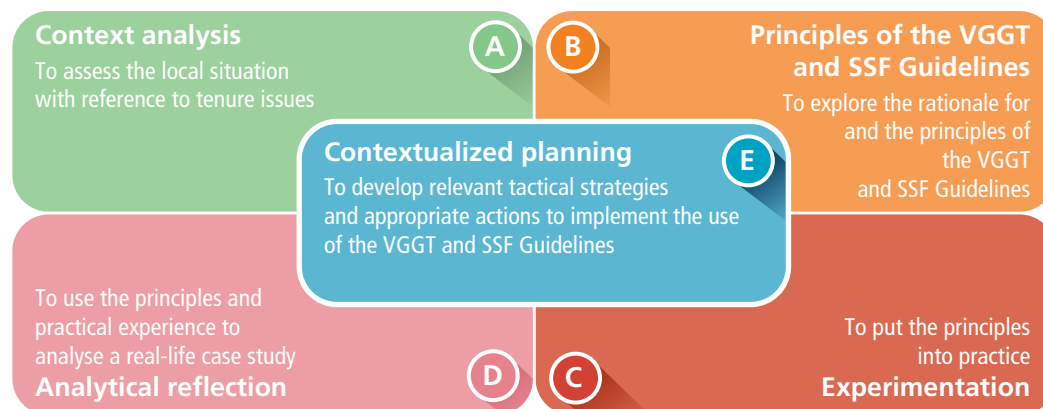 Context analysis
To assess the local situation
with reference to tenure issues
A
B
Principles of the VGGT
and SSF Guidelines
To explore the rationale for
and the principles of
the VGGT
and SSF Guidelines
Contextualized planning
To develop relevant tactical strategies
and appropriate actions to implement the use
of the VGGT and SSF Guidelines
E
To use the principles and
practical experience to
analyse a real-life case study
Analytical reflection
D
C
To put the principles
into practice
Experimentation